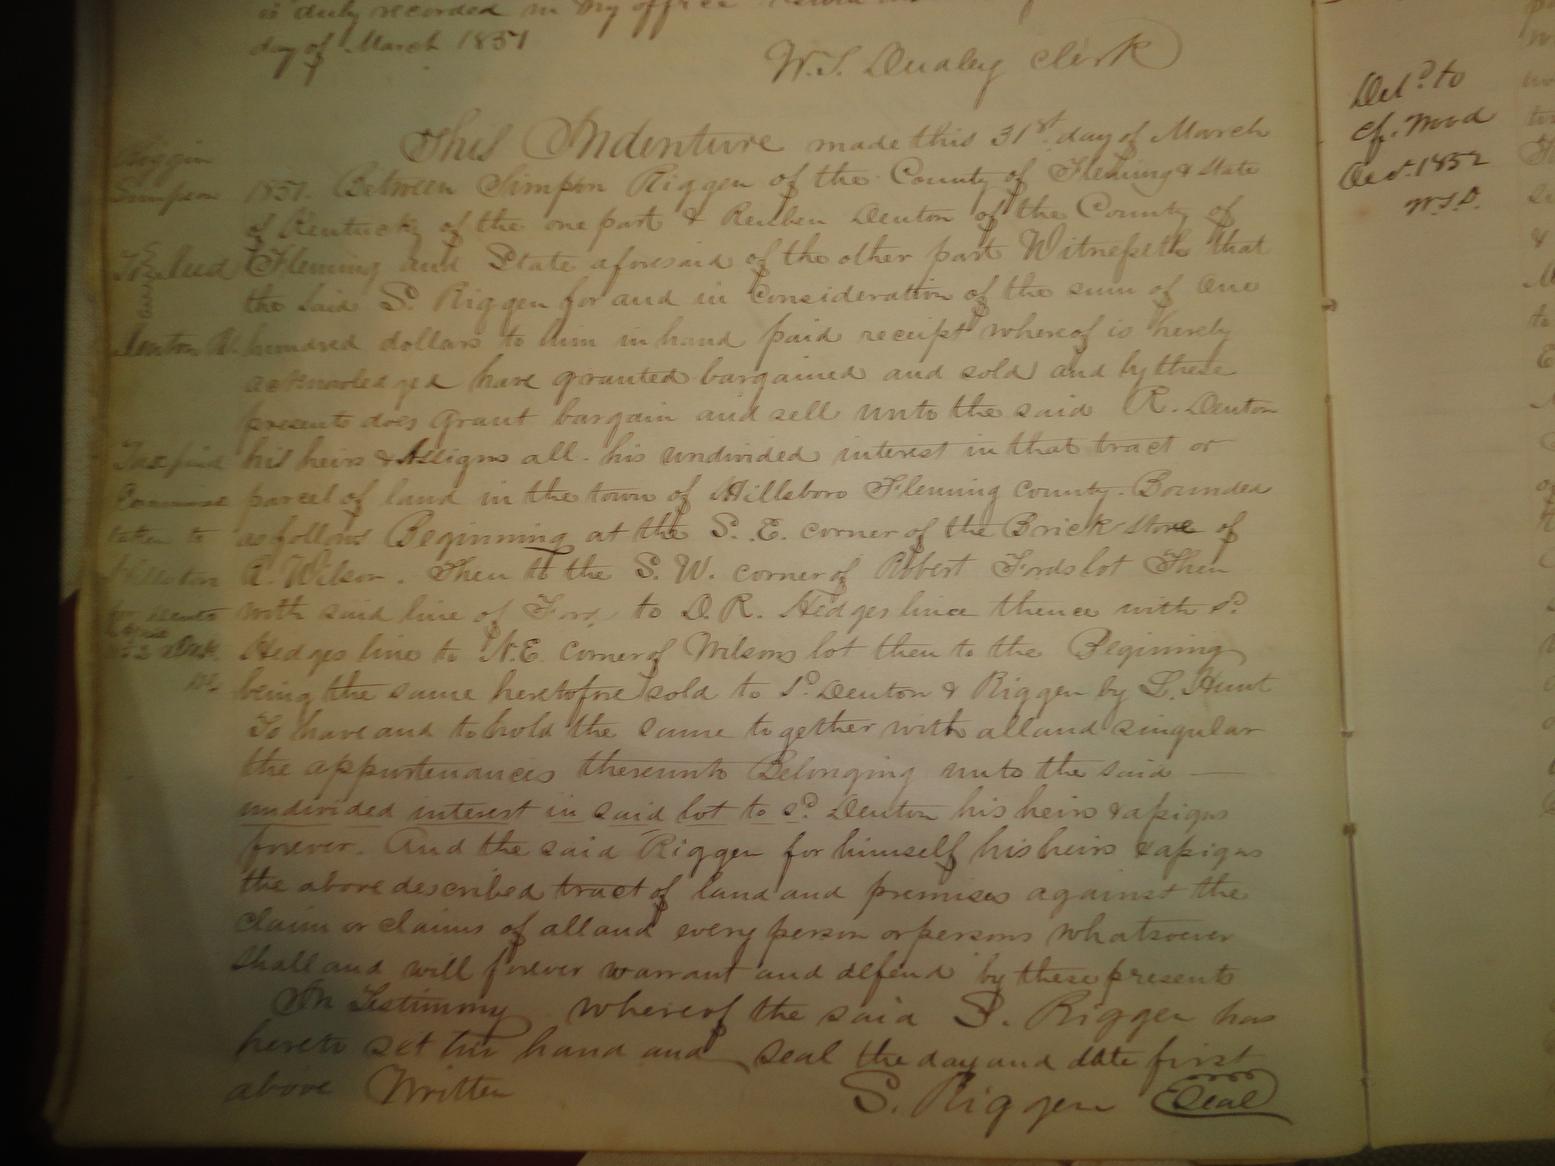 is duly recorded in my office
day of March 1851
W.S. Dudley Clerk
Riggin
Simpson
To Deed
Denton R.
Tax paid
taken to
This Indenture made this 31st day of March
1851. Between Simpson Riggen of the County of Fleming & State
of Kentucky of the one part & Reuben Denton of the County of
Fleming and State aforesaid of the other part Witnesseth that
the said S. Riggen for and in Consideration of the sum of One
hundred dollars to him in hand paid receipt whereof is hereby
acknowledged have granted bargained and sold and by these
presents does grant bargain and sell unto the said R. Denton
his heirs & Assigns all his undivided interest in that tract or
parcel of land in the town of Hillsboro Fleming County. Bounded
as follows Beginning at the S. E. corner of the Brick store of
R. Wilson. Then to the S. W. corner of Robert Fords lot Then
with said line of Ford to D. R. Hedges line thence with sd
Hedges line to N.E. corner of Wilsons lot then to the Begining
being the same heretofore sold to sd Denton & Riggen by L. Hunt
To have and to hold the same together with all and singular
the appurtenances thereunto Belonging unto the said —
undivided interest in said lot to sd Denton his heirs & assigns
forever. And the said Riggen for himself his heirs & assigns
the above described tract of land and premises against the
claim or claims of all and every person or persons whatsoever
shall and will forever warrant and defend by these presents
In Testimony whereof the said S. Riggen has
hereto set his hand and seal the day and date first
above Written
S. Riggen Seal
Deld to
Cf. Wood
Oct. 1852
W.S.D.